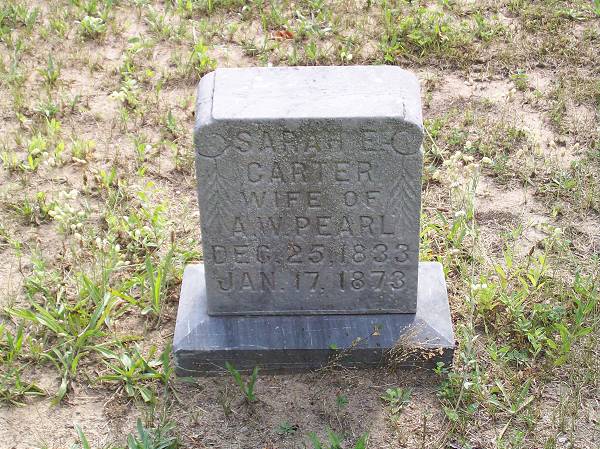 SARAH E.
CARTER
WIFE OF
A.W. PEARL
DEC. 25, 1833
JAN. 17, 1873